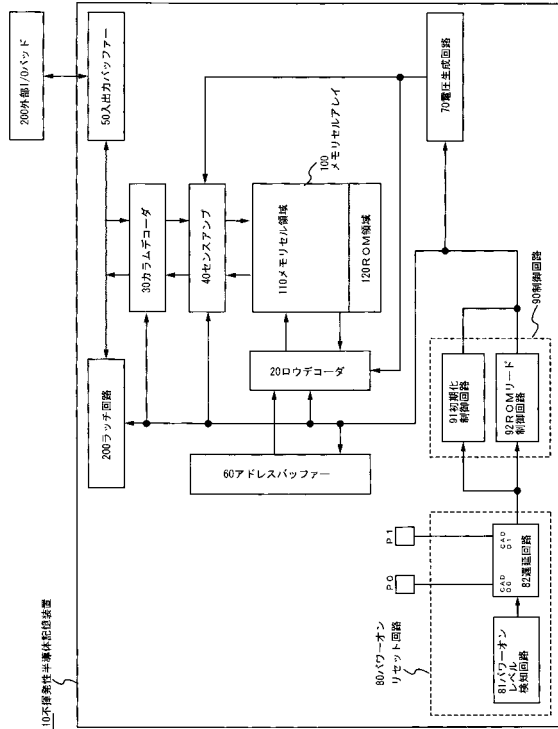 10不揮発性半導体記憶装置
200外部I/Oパッド
50入出力バッファー
200ラッチ回路
30カラムデコーダ
40センスアンプ
100
メモリセルアレイ
110メモリセル領域
120ROM領域
20ロウデコーダ
60アドレスバッファー
70電圧生成回路
90制御回路
91初期化
制御回路
92ROMリード
制御回路
80パワーオン
リセット回路
81パワーオン
レベル
検知回路
82遅延回路
CAD
D0
CAD
D1
P0
P1